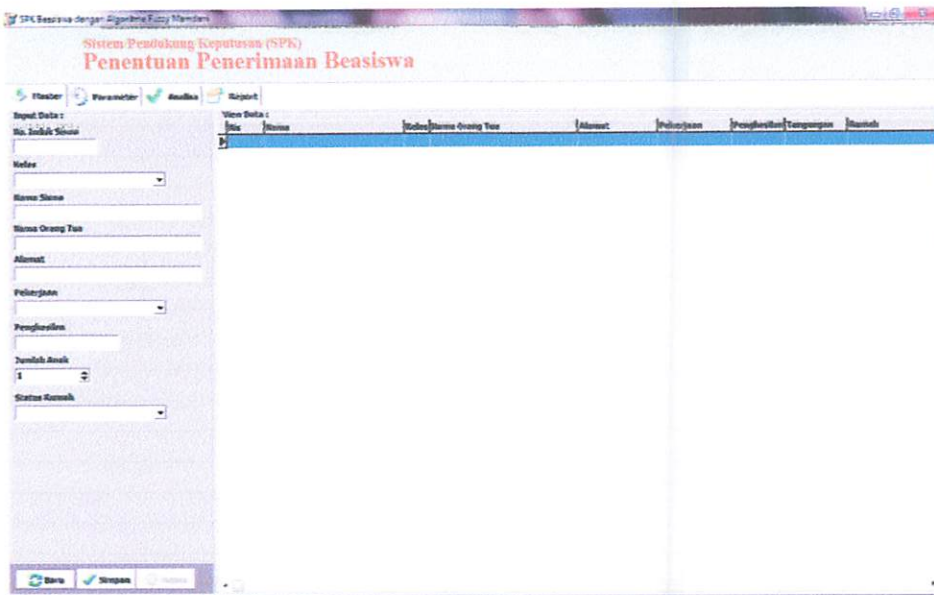 SPK Beasiswa dengan Algoritma Fuzzy Mamdani
Sistem Pendukung Keputusan (SPK)
Penentuan Penerimaan Beasiswa
Master Parameter Analisa Report
Input Data :
No. Induk Siswa
Kelas
Nama Siswa
Nama Orang Tua
Alamat
Pekerjaan
Penghasilan
Jumlah Anak
1
Status Rumah
Baru Simpan
View Data :
Nis Nama Kelas Nama Orang Tua Alamat Pekerjaan Penghasilan Tanggungan Rumah